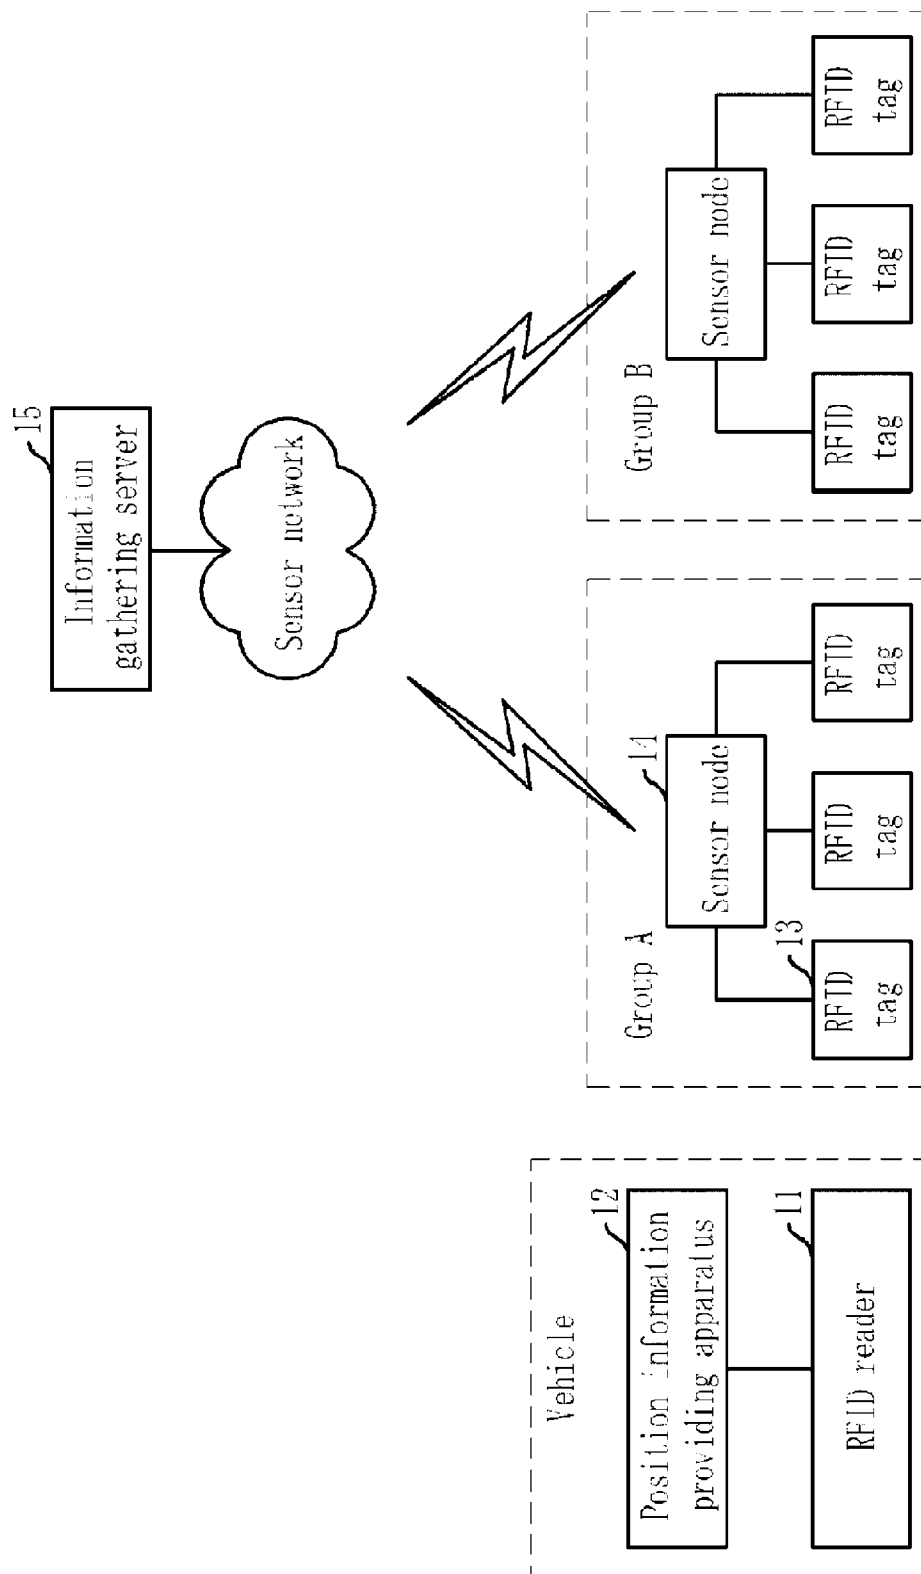 15
Information
gathering server
Sensor network
Vehicle
12
Position information
providing apparatus
11
RFID reader
Group A
14
Sensor node
13
RFID
tag
RFID
tag
RFID
tag
Group B
Sensor node
RFID
tag
RFID
tag
RFID
tag